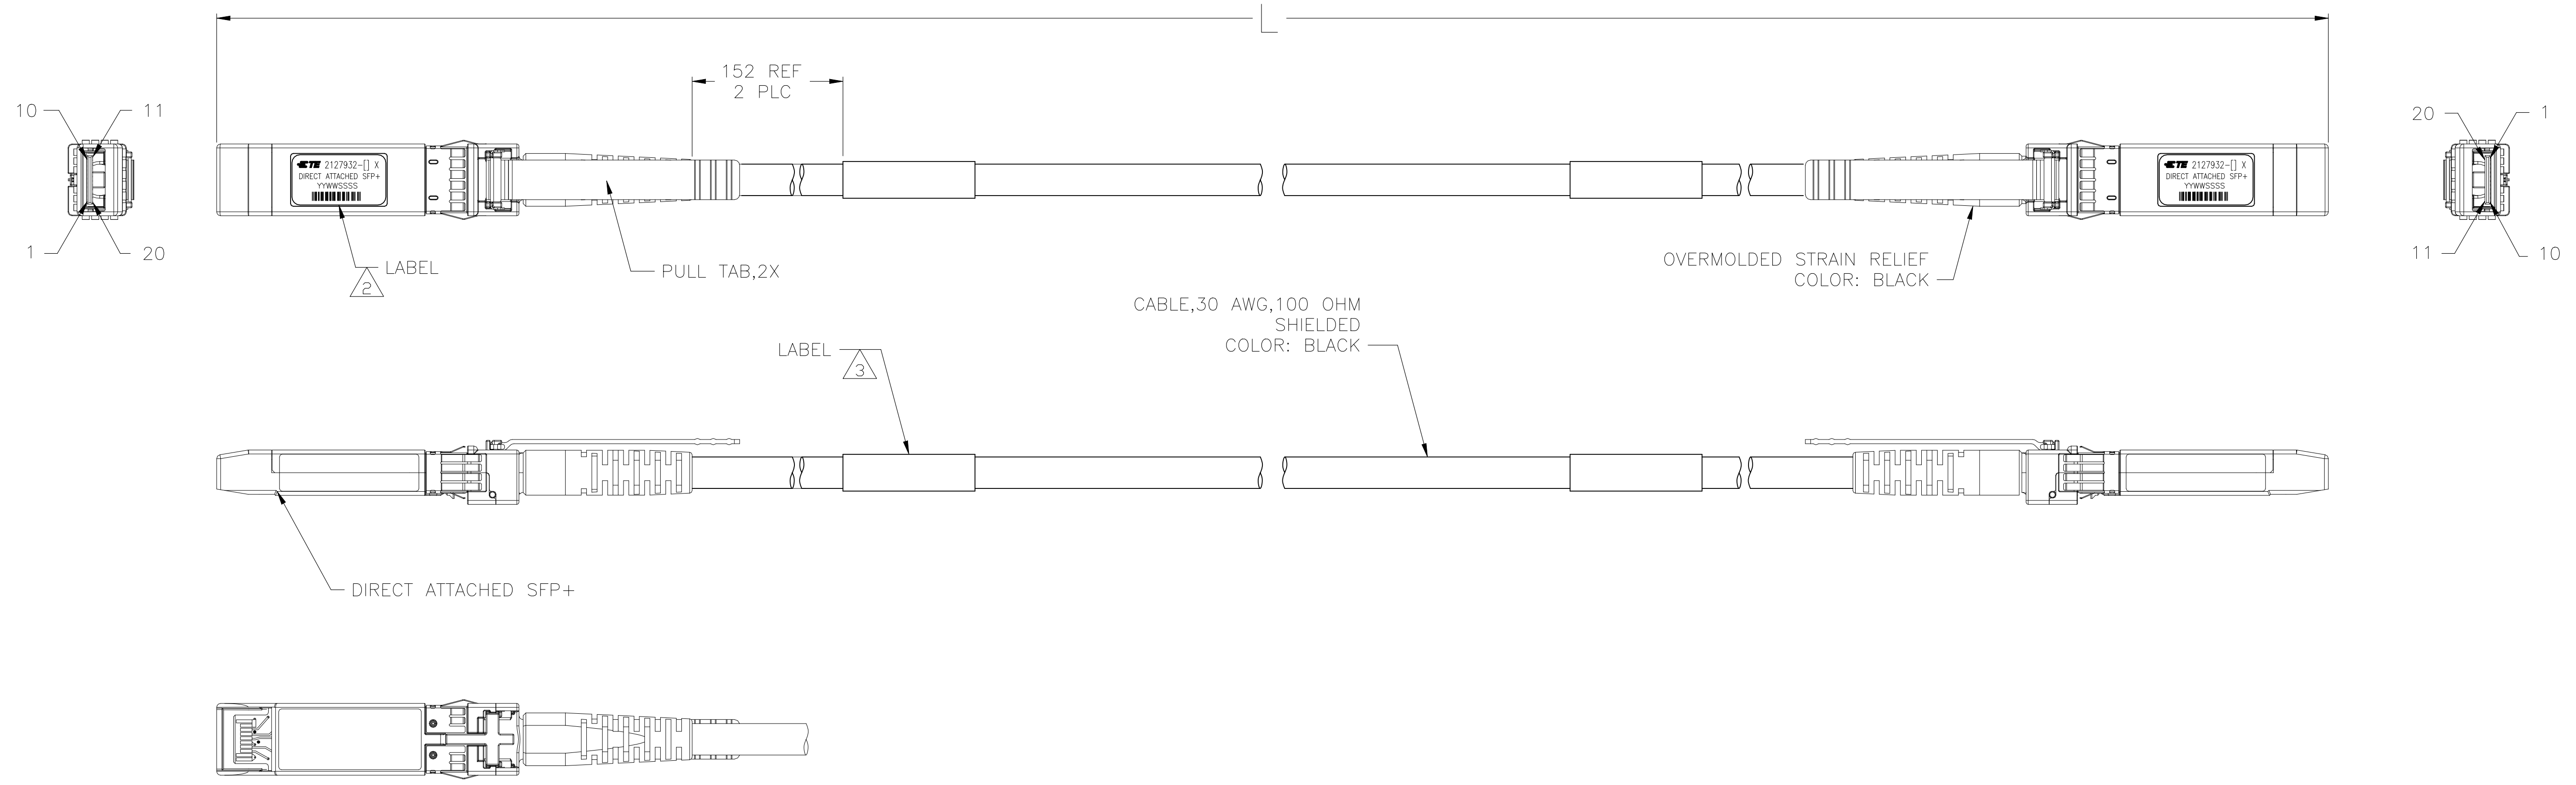 L
152 REF
2 PLC
10
11
20
1
TE 2127932-[] X
DIRECT ATTACHED SFP+
YYWWSSSS
TE 2127932-[] X
DIRECT ATTACHED SFP+
YYWWSSSS
1
20
11
10
LABEL
2
PULL TAB,2X
OVERMOLDED STRAIN RELIEF
COLOR: BLACK
CABLE,30 AWG,100 OHM
SHIELDED
COLOR: BLACK
LABEL
3
DIRECT ATTACHED SFP+